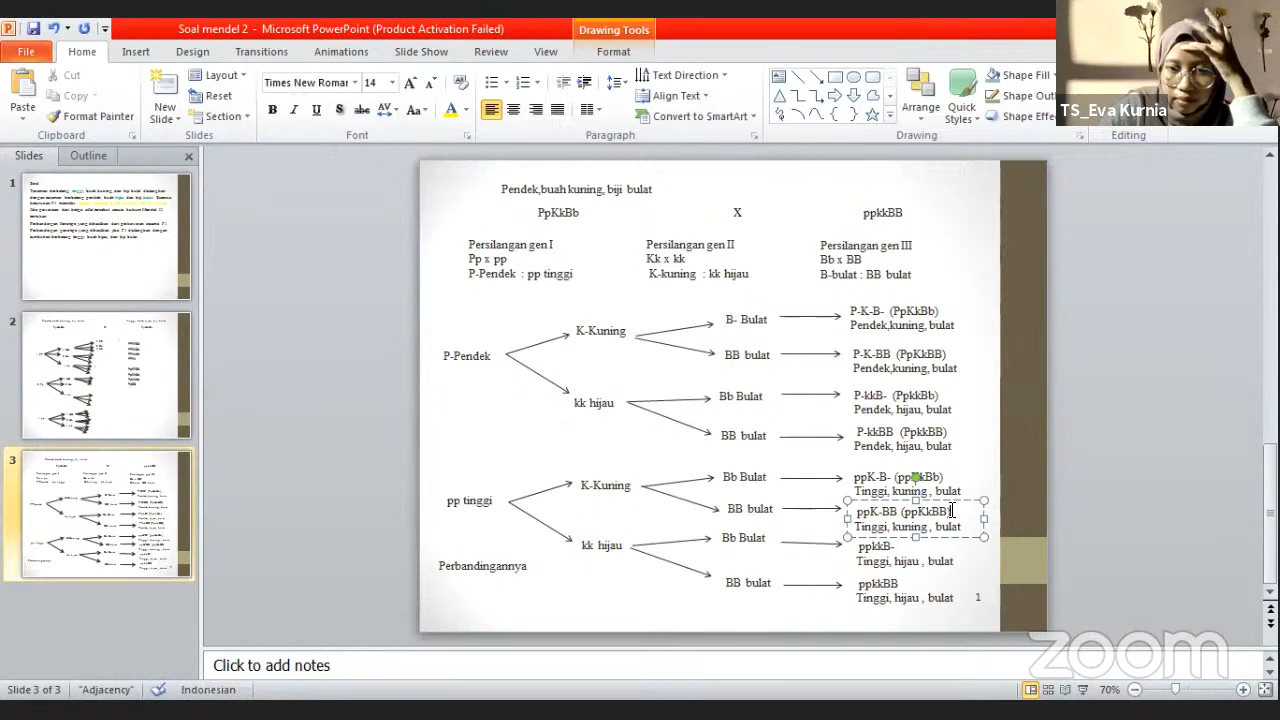 Soal mendel 2 - Microsoft PowerPoint (Product Activation Failed)
Drawing Tools
File
Home
Insert
Design
Transitions
Animations
Slide Show
Review
View
Format
Paste
Cut
Copy
Format Painter
Clipboard
New Slide
Layout
Reset
Section
Slides
Times New Romar
14
Font
Paragraph
Text Direction
Align Text
Convert to SmartArt
Arrange
Quick Styles
Shape Fill
Shape Out
Shape Effe
Drawing
Editing
TS_Eva Kurnia
Slides
Outline
1
2
3
Pendek,buah kuning, biji bulat
PpKkBb X ppkkBB
Persilangan gen I
Pp x pp
P-Pendek : pp tinggi
Persilangan gen II
Kk x kk
K-kuning : kk hijau
Persilangan gen III
Bb x BB
B-bulat : BB bulat
P-Pendek
K-Kuning
B- Bulat
P-K-B- (PpKkBb)
Pendek,kuning, bulat
BB bulat
P-K-BB (PpKkBB)
Pendek,kuning, bulat
kk hijau
Bb Bulat
P-kkB- (PpkkBb)
Pendek, hijau, bulat
BB bulat
P-kkBB (PpkkBB)
Pendek, hijau, bulat
pp tinggi
K-Kuning
Bb Bulat
ppK-B- (ppKkBb)
Tinggi, kuning , bulat
BB bulat
ppK-BB (ppKkBB)
Tinggi, kuning , bulat
kk hijau
Bb Bulat
ppkkB-
Tinggi, hijau , bulat
BB bulat
ppkkBB
Tinggi, hijau , bulat
Perbandingannya
1
Click to add notes
zoom
Slide 3 of 3
"Adjacency"
Indonesian
70%